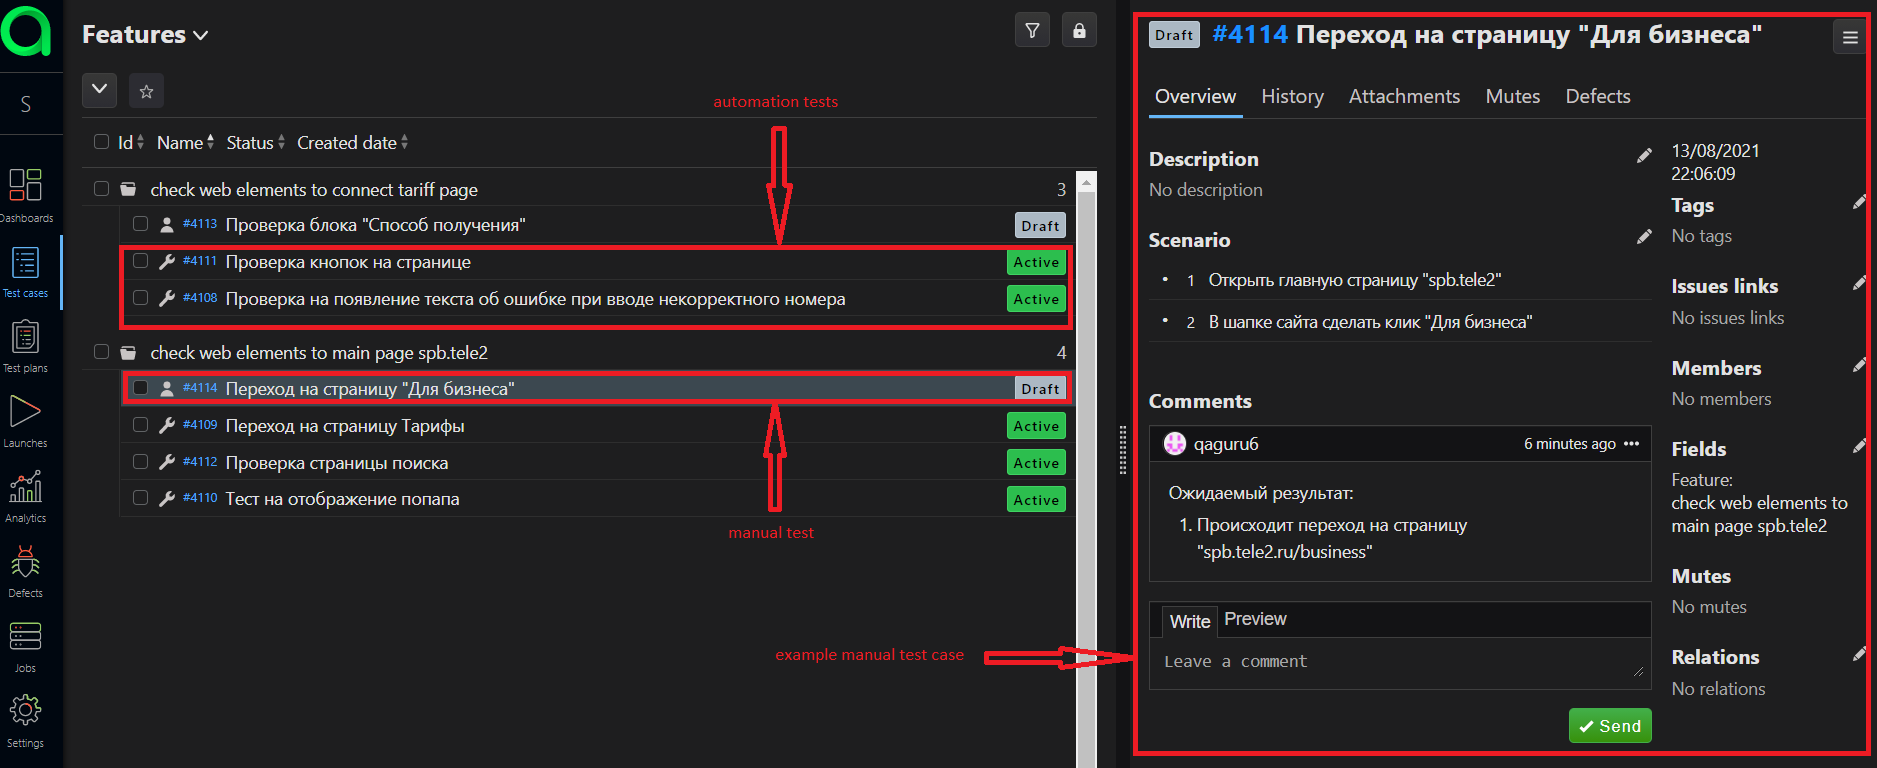 S
Dashboards
Test cases
Test plans
Launches
Analytics
Defects
Jobs
Settings
Features
automation tests
Id Name Status Created date
check web elements to connect tariff page 3
#4113 Проверка блока "Способ получения" Draft
#4111 Проверка кнопок на странице Active
#4108 Проверка на появление текста об ошибке при вводе некорректного номера Active
check web elements to main page spb.tele2 4
#4114 Переход на страницу "Для бизнеса" Draft
#4109 Переход на страницу Тарифы Active
#4112 Проверка страницы поиска Active
#4110 Тест на отображение попапа Active
manual test
example manual test case
Draft #4114 Переход на страницу "Для бизнеса"
Overview History Attachments Mutes Defects
Description
No description
Scenario
1 Открыть главную страницу "spb.tele2"
2 В шапке сайта сделать клик "Для бизнеса"
Comments
qaguru6 6 minutes ago
Ожидаемый результат:
1. Происходит переход на страницу
"spb.tele2.ru/business"
Write Preview
Leave a comment
Send
13/08/2021
22:06:09
Tags
No tags
Issues links
No issues links
Members
No members
Fields
Feature:
check web elements to
main page spb.tele2
Mutes
No mutes
Relations
No relations